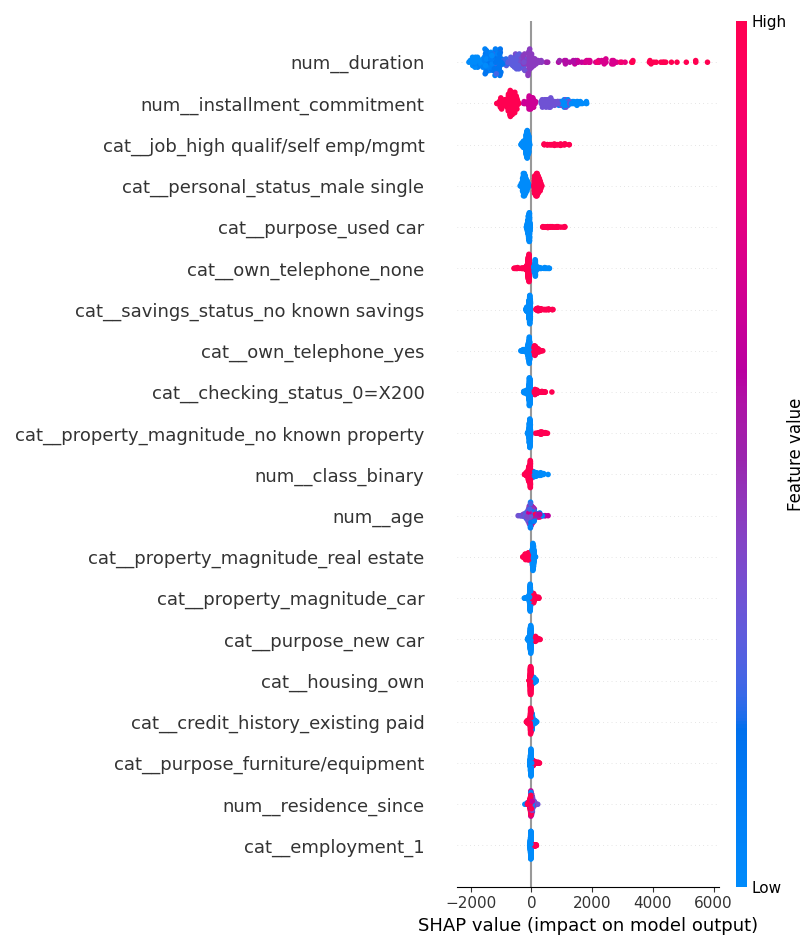 High
num__duration
num__installment_commitment
cat__job_high qualif/self emp/mgmt
cat__personal_status_male single
cat__purpose_used car
cat__own_telephone_none
cat__savings_status_no known savings
cat__own_telephone_yes
cat__checking_status_0=X200
cat__property_magnitude_no known property
num__class_binary
num__age
cat__property_magnitude_real estate
cat__property_magnitude_car
cat__purpose_new car
cat__housing_own
cat__credit_history_existing paid
cat__purpose_furniture/equipment
num__residence_since
cat__employment_1
Feature value
Low
−2000 0 2000 4000 6000
SHAP value (impact on model output)